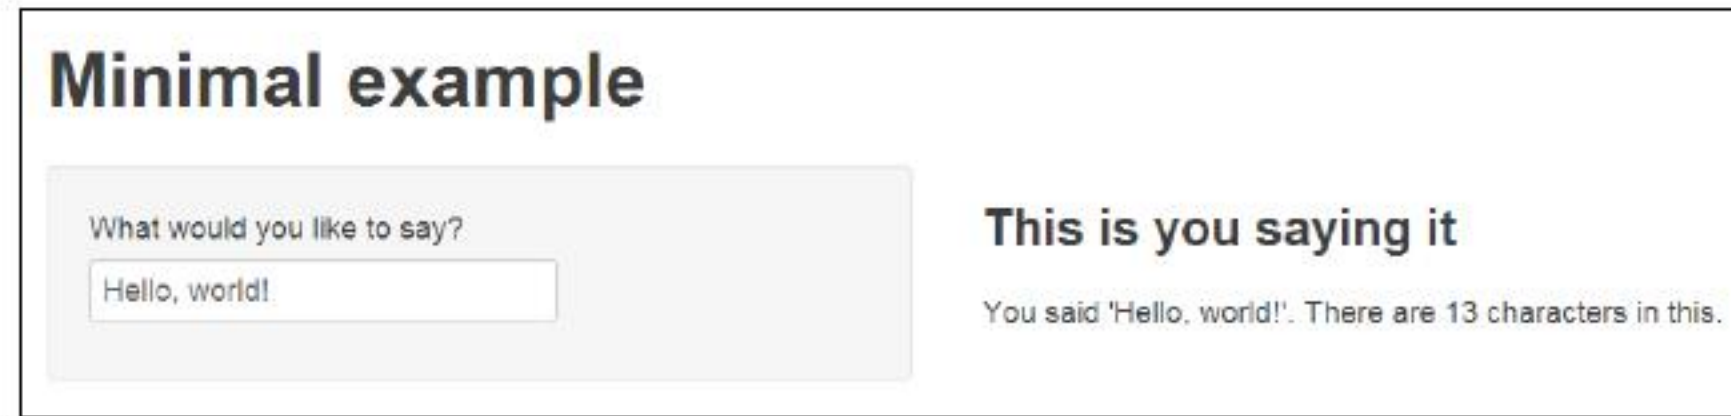 Minimal example
What would you like to say?
Hello, world!
This is you saying it
You said 'Hello, world!'. There are 13 characters in this.